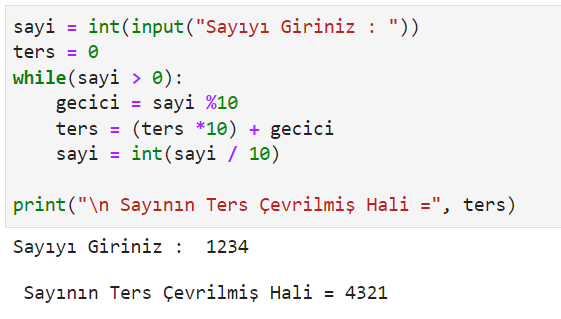 sayi = int(input("Sayıyı Giriniz : "))
ters = 0
while(sayi > 0):
    gecici = sayi %10
    ters = (ters *10) + gecici
    sayi = int(sayi / 10)
print("\n Sayının Ters Çevrilmiş Hali =", ters)
Sayıyı Giriniz :  1234
 Sayının Ters Çevrilmiş Hali = 4321